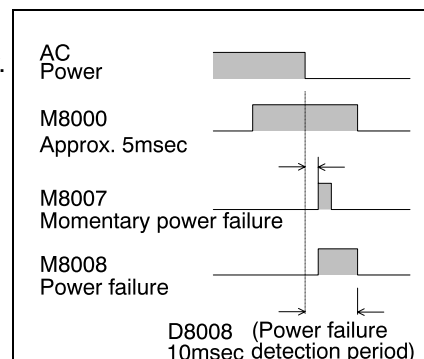 AC
Power
M8000
Approx. 5msec
M8007
Momentary power failure
M8008
Power failure
D8008 (Power failure
10msec detection period)